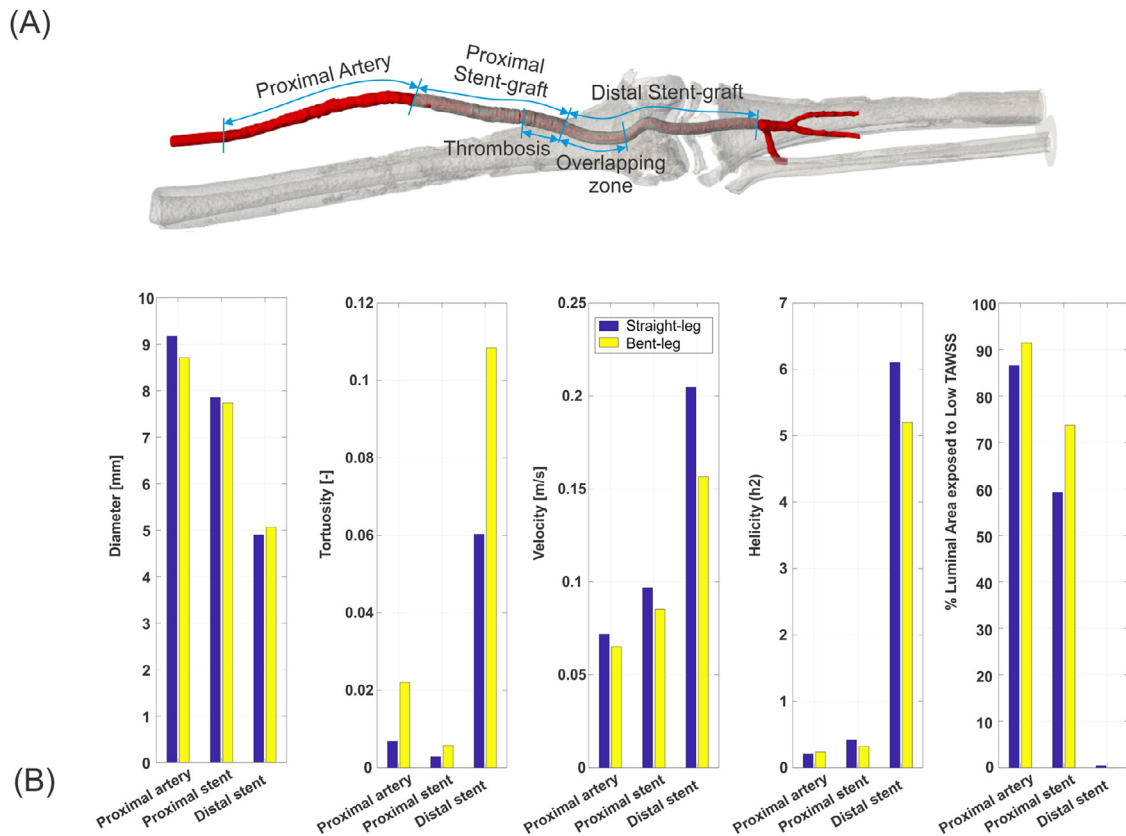 (A)
Proximal Artery
Proximal
Stent-graft
Distal Stent-graft
Thrombosis
Overlapping
zone
(B)
Diameter [mm]
10
9
8
7
6
5
4
3
2
1
0
Proximal artery
Proximal stent
Distal stent
Tortuosity [-]
0.12
0.1
0.08
0.06
0.04
0.02
0
Proximal artery
Proximal stent
Distal stent
Velocity [m/s]
0.25
0.2
0.15
0.1
0.05
0
Straight-leg
Bent-leg
Proximal artery
Proximal stent
Distal stent
Helicity (h2)
7
6
5
4
3
2
1
0
Proximal artery
Proximal stent
Distal stent
% Luminal Area exposed to Low TAWSS
100
90
80
70
60
50
40
30
20
10
0
Proximal artery
Proximal stent
Distal stent